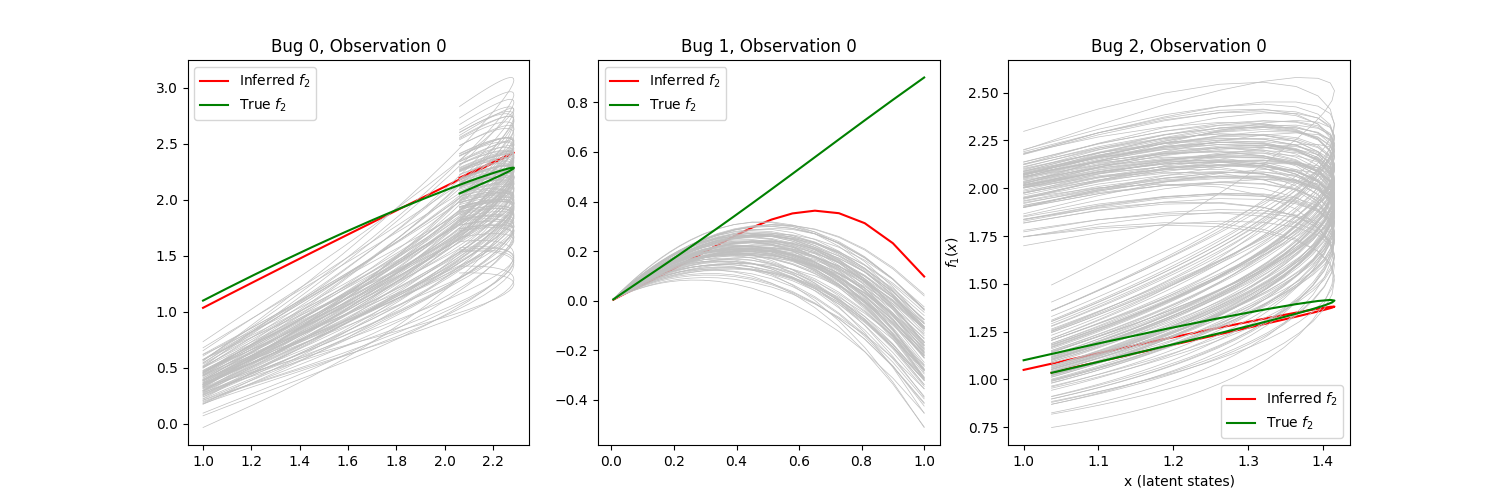 Bug 0, Observation 0
Inferred f₂
True f₂
3.0
2.5
2.0
1.5
1.0
0.5
0.0
1.0 1.2 1.4 1.6 1.8 2.0 2.2
Bug 1, Observation 0
Inferred f₂
True f₂
0.8
0.6
0.4
0.2
0.0
−0.2
−0.4
0.0 0.2 0.4 0.6 0.8 1.0
Bug 2, Observation 0
f₁(x)
2.50
2.25
2.00
1.75
1.50
1.25
1.00
0.75
Inferred f₂
True f₂
1.0 1.1 1.2 1.3 1.4
x (latent states)